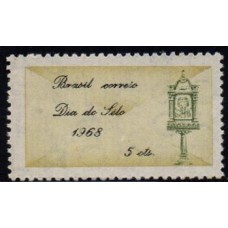 Brasil correio
Dia do Selo
1968
5 cts.